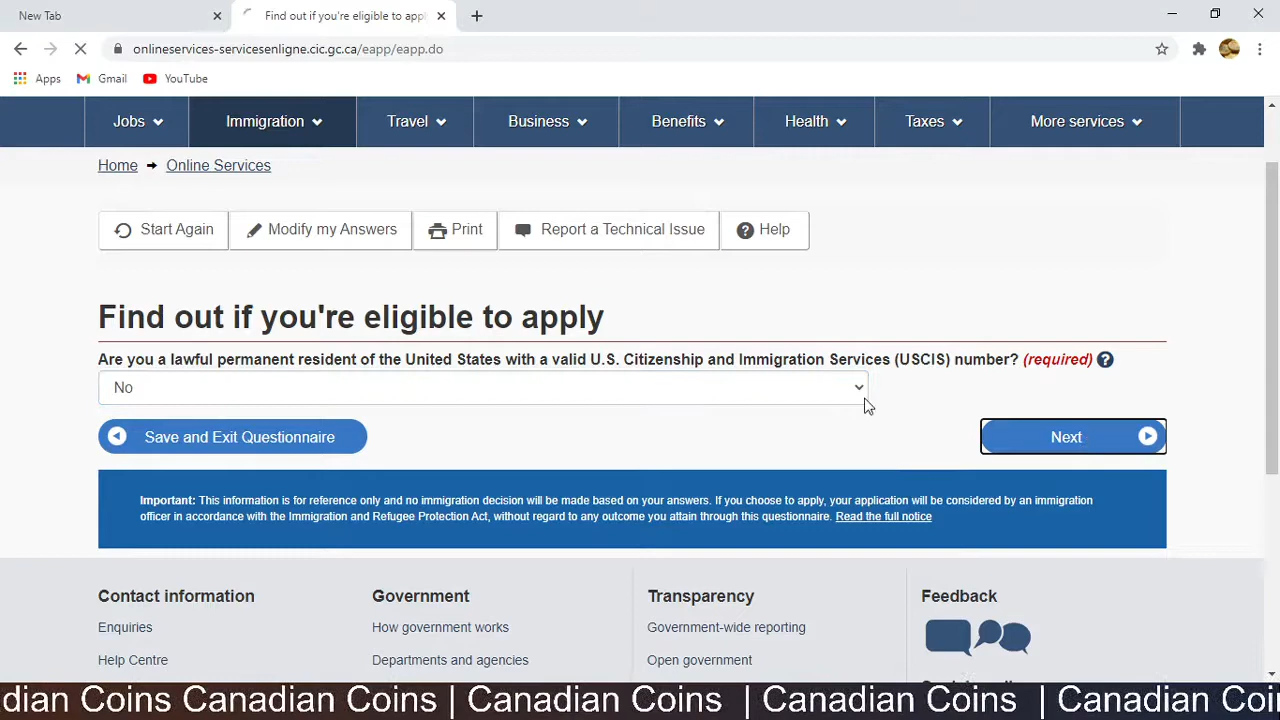 New Tab
Find out if you're eligible to app
onlineservices-servicesenligne.cic.gc.ca/eapp/eapp.do
Apps Gmail YouTube
Jobs Immigration Travel Business Benefits Health Taxes More services
Home Online Services
Start Again Modify my Answers Print Report a Technical Issue Help
Find out if you're eligible to apply
Are you a lawful permanent resident of the United States with a valid U.S. Citizenship and Immigration Services (USCIS) number? (required)
No
Save and Exit Questionnaire Next
Important: This information is for reference only and no immigration decision will be made based on your answers. If you choose to apply, your application will be considered by an immigration
officer in accordance with the Immigration and Refugee Protection Act, without regard to any outcome you attain through this questionnaire. Read the full notice
Contact information Government Transparency Feedback
Enquiries How government works Government-wide reporting
Help Centre Departments and agencies Open government
dian Coins Canadian Coins | Canadian Coins | Canadian Coins | Canadian Coi